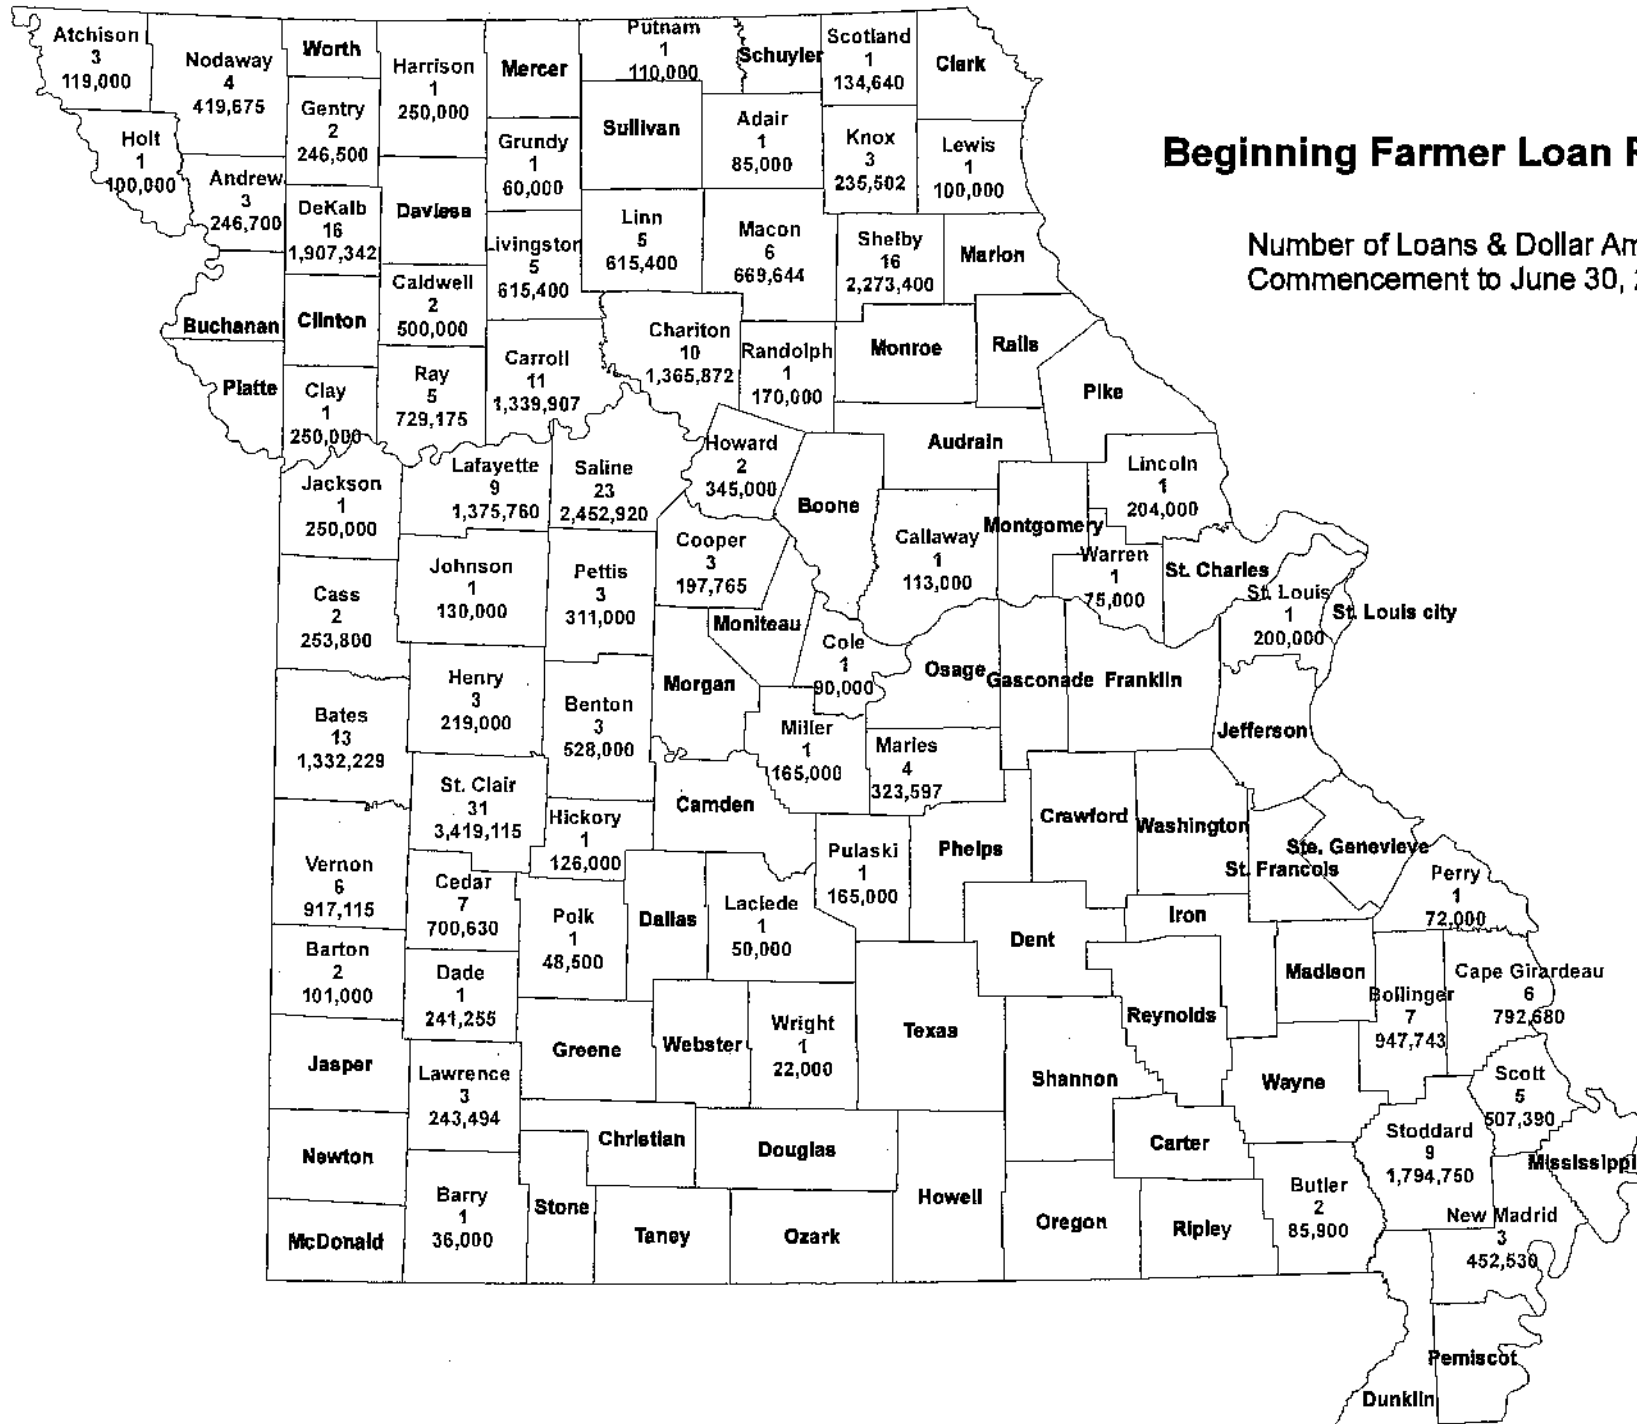 Beginning Farmer Loan
Number of Loans & Dollar
Commencement to June 30,
Atchison
3
119,000
Nodaway
4
419,675
Worth
Harrison
1
250,000
Mercer
Putnam
1
110,000
Schuyler
Scotland
1
134,640
Clark
Holt
1
100,000
Gentry
2
246,500
Grundy
1
60,000
Sullivan
Adair
1
85,000
Knox
3
235,502
Lewis
1
100,000
Andrew
3
246,700
DeKalb
16
1,907,342
Daviess
Livingston
5
615,400
Linn
5
615,400
Macon
6
669,644
Shelby
16
2,273,400
Marion
Buchanan
Clinton
Caldwell
2
500,000
Carroll
11
1,339,907
Chariton
10
1,365,872
Randolph
1
170,000
Monroe
Ralls
Pike
Platte
Clay
1
250,000
Ray
5
729,175
Howard
2
345,000
Audrain
Lincoln
1
204,000
Jackson
1
250,000
Lafayette
9
1,375,760
Saline
23
2,452,920
Boone
Callaway
1
113,000
Montgomery
Warren
1
75,000
St. Charles
St. Louis
1
200,000
St. Louis city
Cass
2
253,800
Johnson
1
130,000
Pettis
3
311,000
Cooper
3
197,765
Moniteau
Cole
1
90,000
Osage
Gasconade
Franklin
Jefferson
Bates
13
1,332,229
Henry
3
219,000
Benton
3
528,000
Morgan
Miller
1
165,000
Maries
4
323,597
St. Clair
31
3,419,115
Hickory
1
126,000
Camden
Pulaski
1
165,000
Phelps
Crawford
Washington
St. Francois
Ste. Genevieve
Perry
1
72,000
Vernon
6
917,115
Cedar
7
700,630
Polk
1
48,500
Dallas
Laclede
1
50,000
Dent
Iron
Madison
Bollinger
7
947,743
Cape Girardeau
6
792,680
Barton
2
101,000
Dade
1
241,255
Greene
Webster
Wright
1
22,000
Texas
Shannon
Reynolds
Wayne
Scott
5
507,390
Jasper
Lawrence
3
243,494
Christian
Douglas
Carter
Stoddard
9
1,794,750
Mississippi
Newton
Barry
1
36,000
Stone
Howell
Butler
2
85,900
New Madrid
3
452,530
McDonald
Taney
Ozark
Oregon
Ripley
Pemiscot
Dunklin